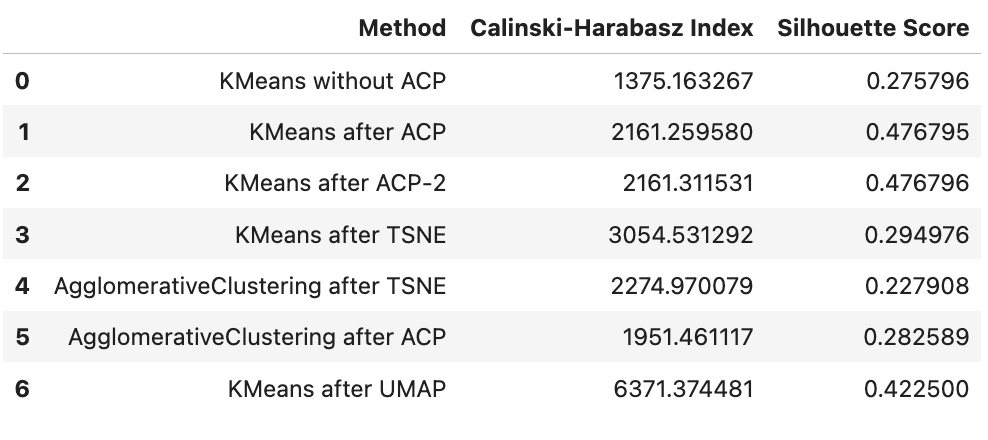 Method Calinski-Harabasz Index Silhouette Score
0 KMeans without ACP 1375.163267 0.275796
1 KMeans after ACP 2161.259580 0.476795
2 KMeans after ACP-2 2161.311531 0.476796
3 KMeans after TSNE 3054.531292 0.294976
4 AgglomerativeClustering after TSNE 2274.970079 0.227908
5 AgglomerativeClustering after ACP 1951.461117 0.282589
6 KMeans after UMAP 6371.374481 0.422500